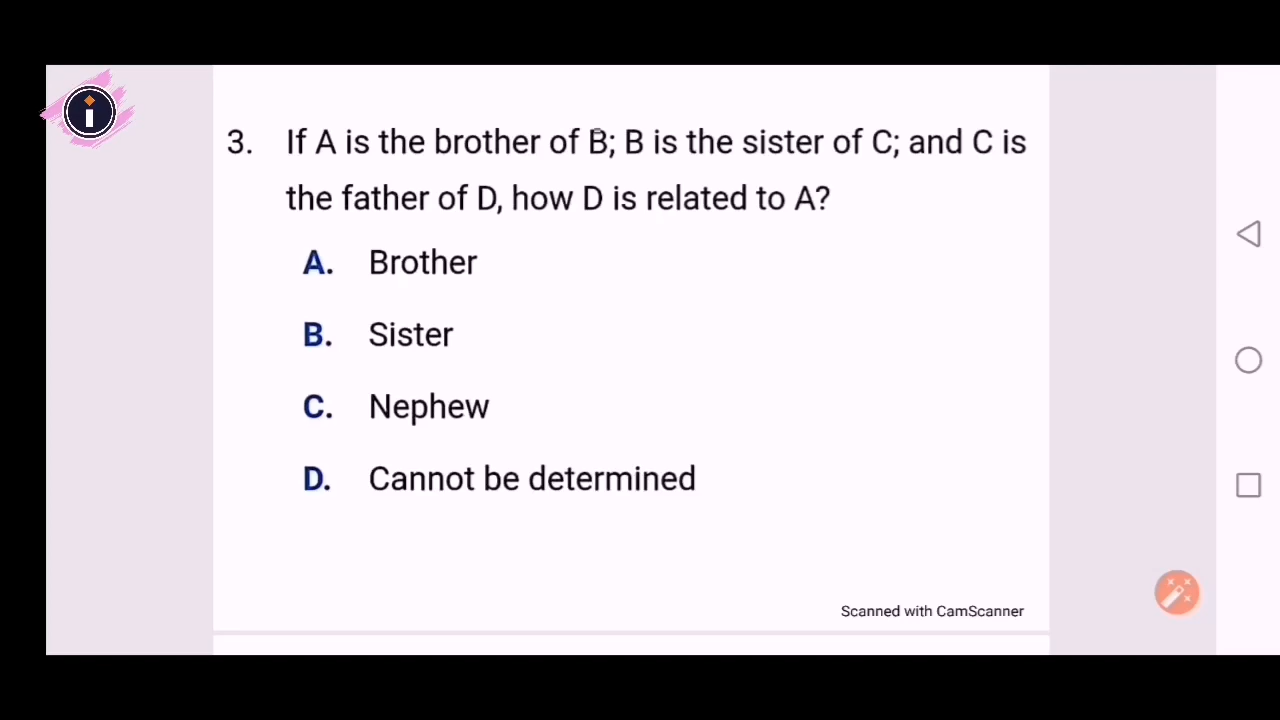 3. If A is the brother of B; B is the sister of C; and C is
the father of D, how D is related to A?
A. Brother
B. Sister
C. Nephew
D. Cannot be determined
Scanned with CamScanner